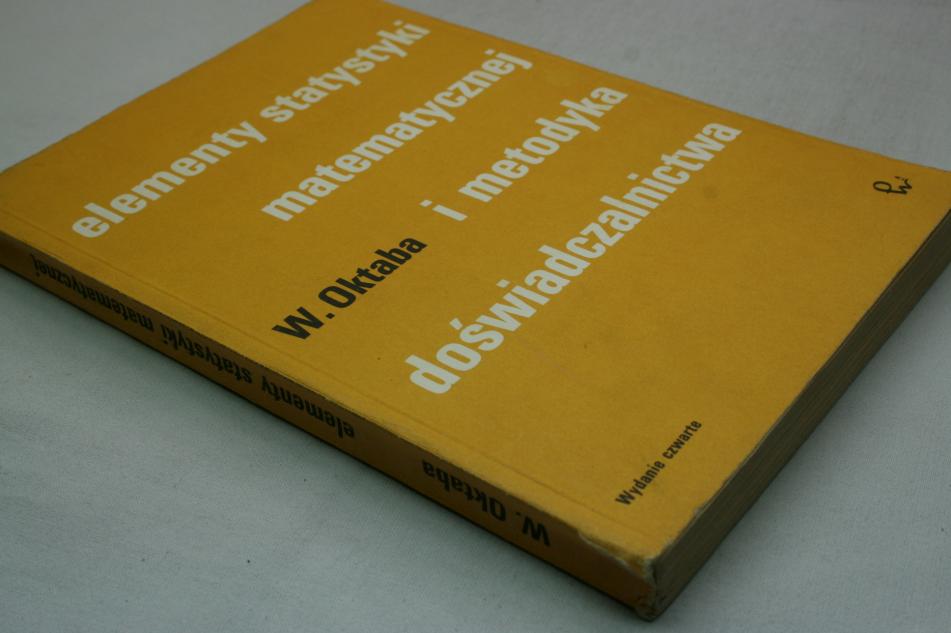 elementy statystyki
matematycznej
i metodyka
doświadczalnictwa
W. Oktaba
Wydanie czwarte
W. Oktaba
elementy statystyki matematycznej